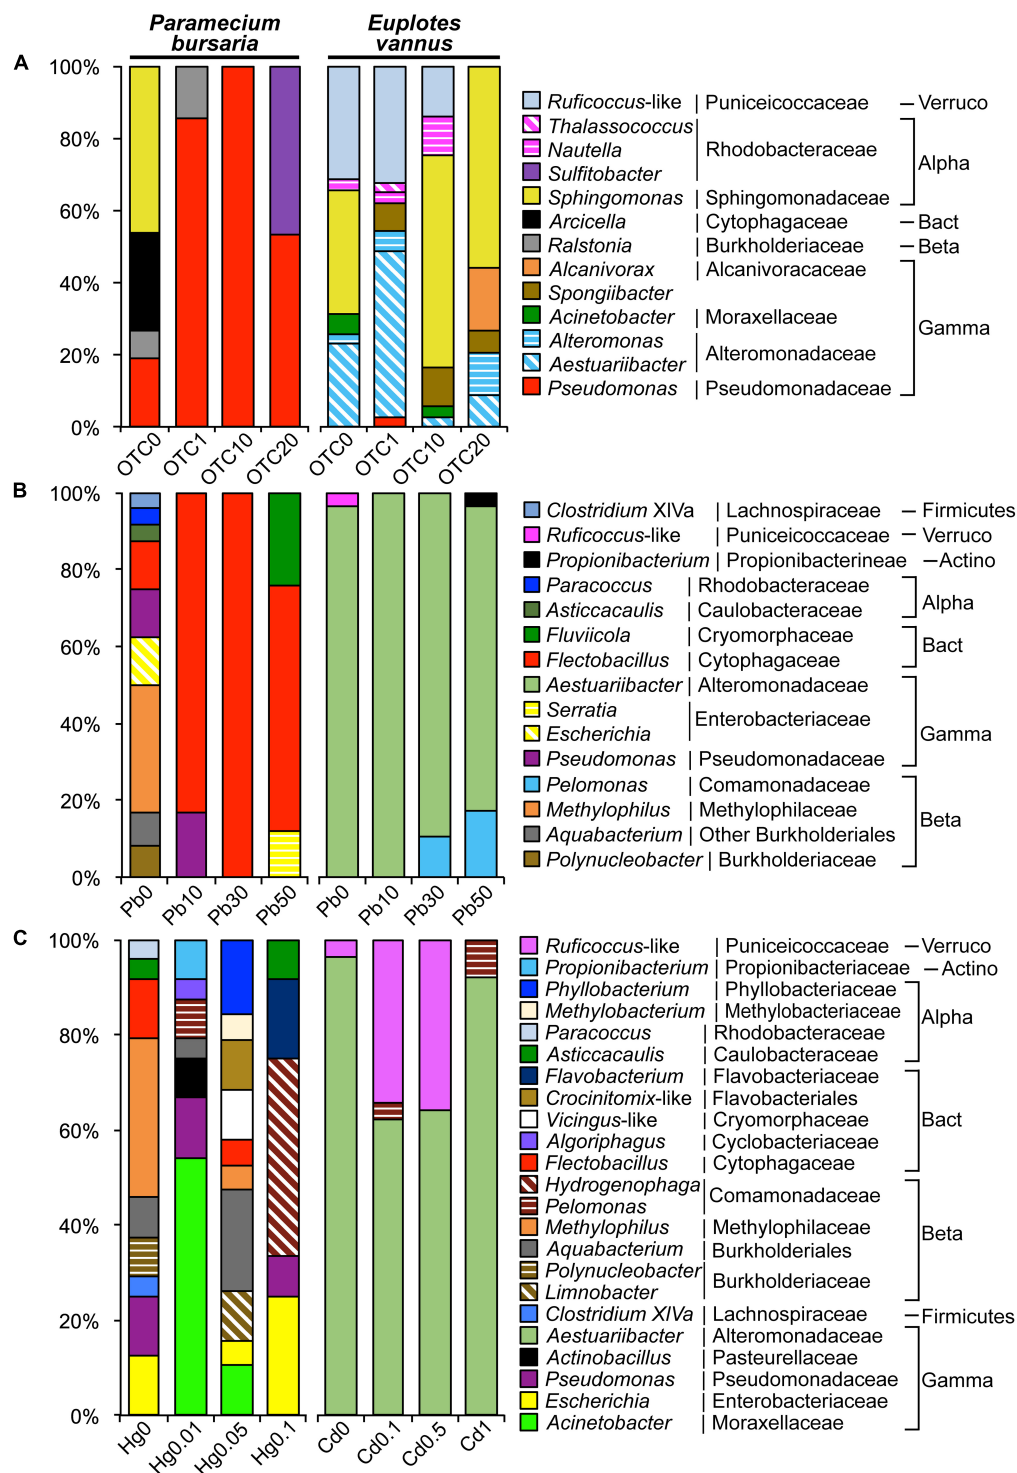 Paramecium bursaria
Euplotes vannus
A
100%
80%
60%
40%
20%
0%
OTC0
OTC1
OTC10
OTC20
OTC0
OTC1
OTC10
OTC20
Ruficoccus-like | Puniceicoccaceae – Verruco
Thalassococcus
Nautella
Rhodobacteraceae
Alpha
Sulfitobacter
Sphingomonas | Sphingomonadaceae
Arcicella | Cytophagaceae – Bact
Ralstonia | Burkholderiaceae – Beta
Alcanivorax | Alcanivoracaceae
Spongiibacter
Acinetobacter | Moraxellaceae
Gamma
Alteromonas
Alteromonadaceae
Aestuariibacter
Pseudomonas | Pseudomonadaceae
B
100%
80%
60%
40%
20%
0%
Pb0
Pb10
Pb30
Pb50
Pb0
Pb10
Pb30
Pb50
Clostridium XIVa | Lachnospiraceae – Firmicutes
Ruficoccus-like | Puniceicoccaceae – Verruco
Propionibacterium | Propionibacterineae – Actino
Paracoccus | Rhodobacteraceae
Alpha
Asticcacaulis | Caulobacteraceae
Fluviicola | Cryomorphaceae
Bact
Flectobacillus | Cytophagaceae
Aestuariibacter | Alteromonadaceae
Serratia
Enterobacteriaceae
Gamma
Escherichia
Pseudomonas | Pseudomonadaceae
Pelomonas | Comamonadaceae
Methylophilus | Methylophilaceae
Beta
Aquabacterium | Other Burkholderiales
Polynucleobacter | Burkholderiaceae
C
100%
80%
60%
40%
20%
0%
Hg0
Hg0.01
Hg0.05
Hg0.1
Cd0
Cd0.1
Cd0.5
Cd1
Ruficoccus-like | Puniceicoccaceae – Verruco
Propionibacterium | Propionibacteriaceae – Actino
Phyllobacterium | Phyllobacteriaceae
Methylobacterium | Methylobacteriaceae
Alpha
Paracoccus | Rhodobacteraceae
Asticcacaulis | Caulobacteraceae
Flavobacterium | Flavobacteriaceae
Crocinitomix-like | Flavobacteriales
Vicingus-like | Cryomorphaceae
Bact
Algoriphagus | Cyclobacteriaceae
Flectobacillus | Cytophagaceae
Hydrogenophaga
Comamonadaceae
Pelomonas
Methylophilus | Methylophilaceae
Beta
Aquabacterium | Burkholderiales
Polynucleobacter
Burkholderiaceae
Limnobacter
Clostridium XIVa | Lachnospiraceae – Firmicutes
Aestuariibacter | Alteromonadaceae
Actinobacillus | Pasteurellaceae
Pseudomonas | Pseudomonadaceae
Gamma
Escherichia | Enterobacteriaceae
Acinetobacter | Moraxellaceae